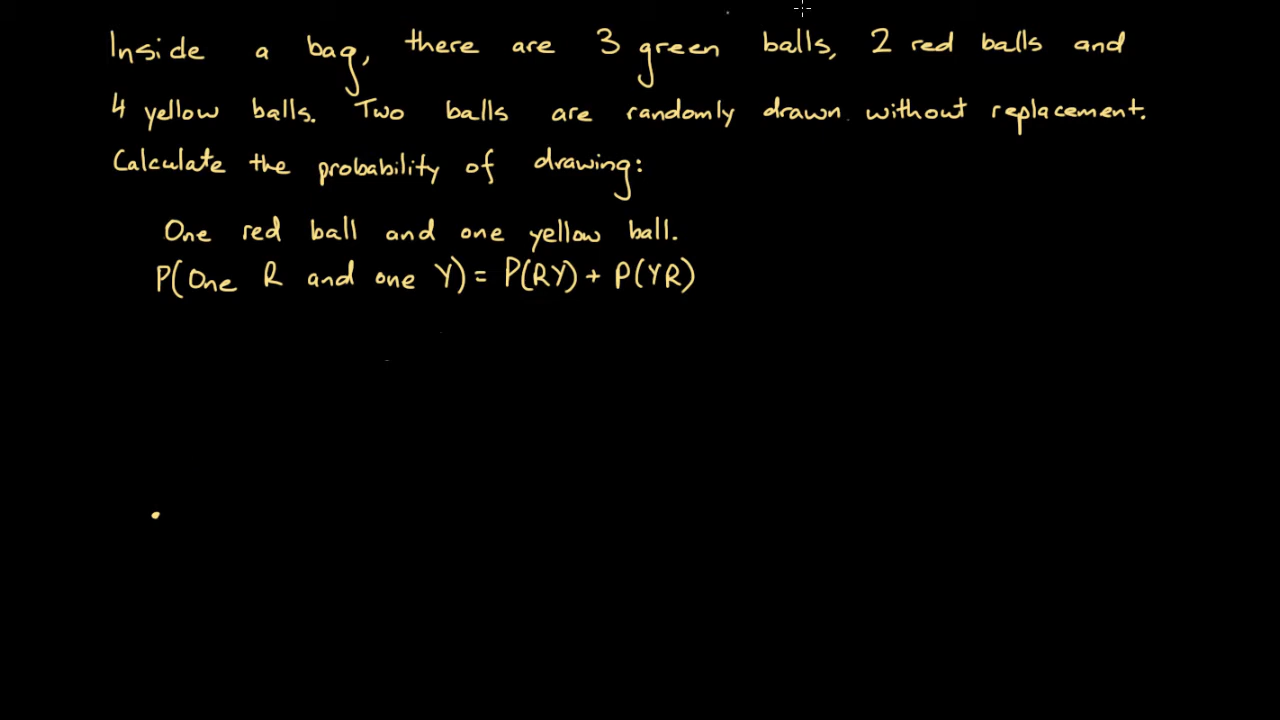 Inside a bag, there are 3 green balls, 2 red balls and
4 yellow balls. Two balls are randomly drawn without replacement.
Calculate the probability of drawing:
One red ball and one yellow ball.
P(One R and one Y) = P(RY) + P(YR)